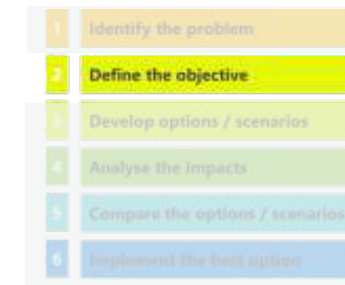 1 Identify the problem
2 Define the objective
3 Develop options / scenarios
4 Analyse the impacts
5 Compare the options / scenarios
6 Implement the best option